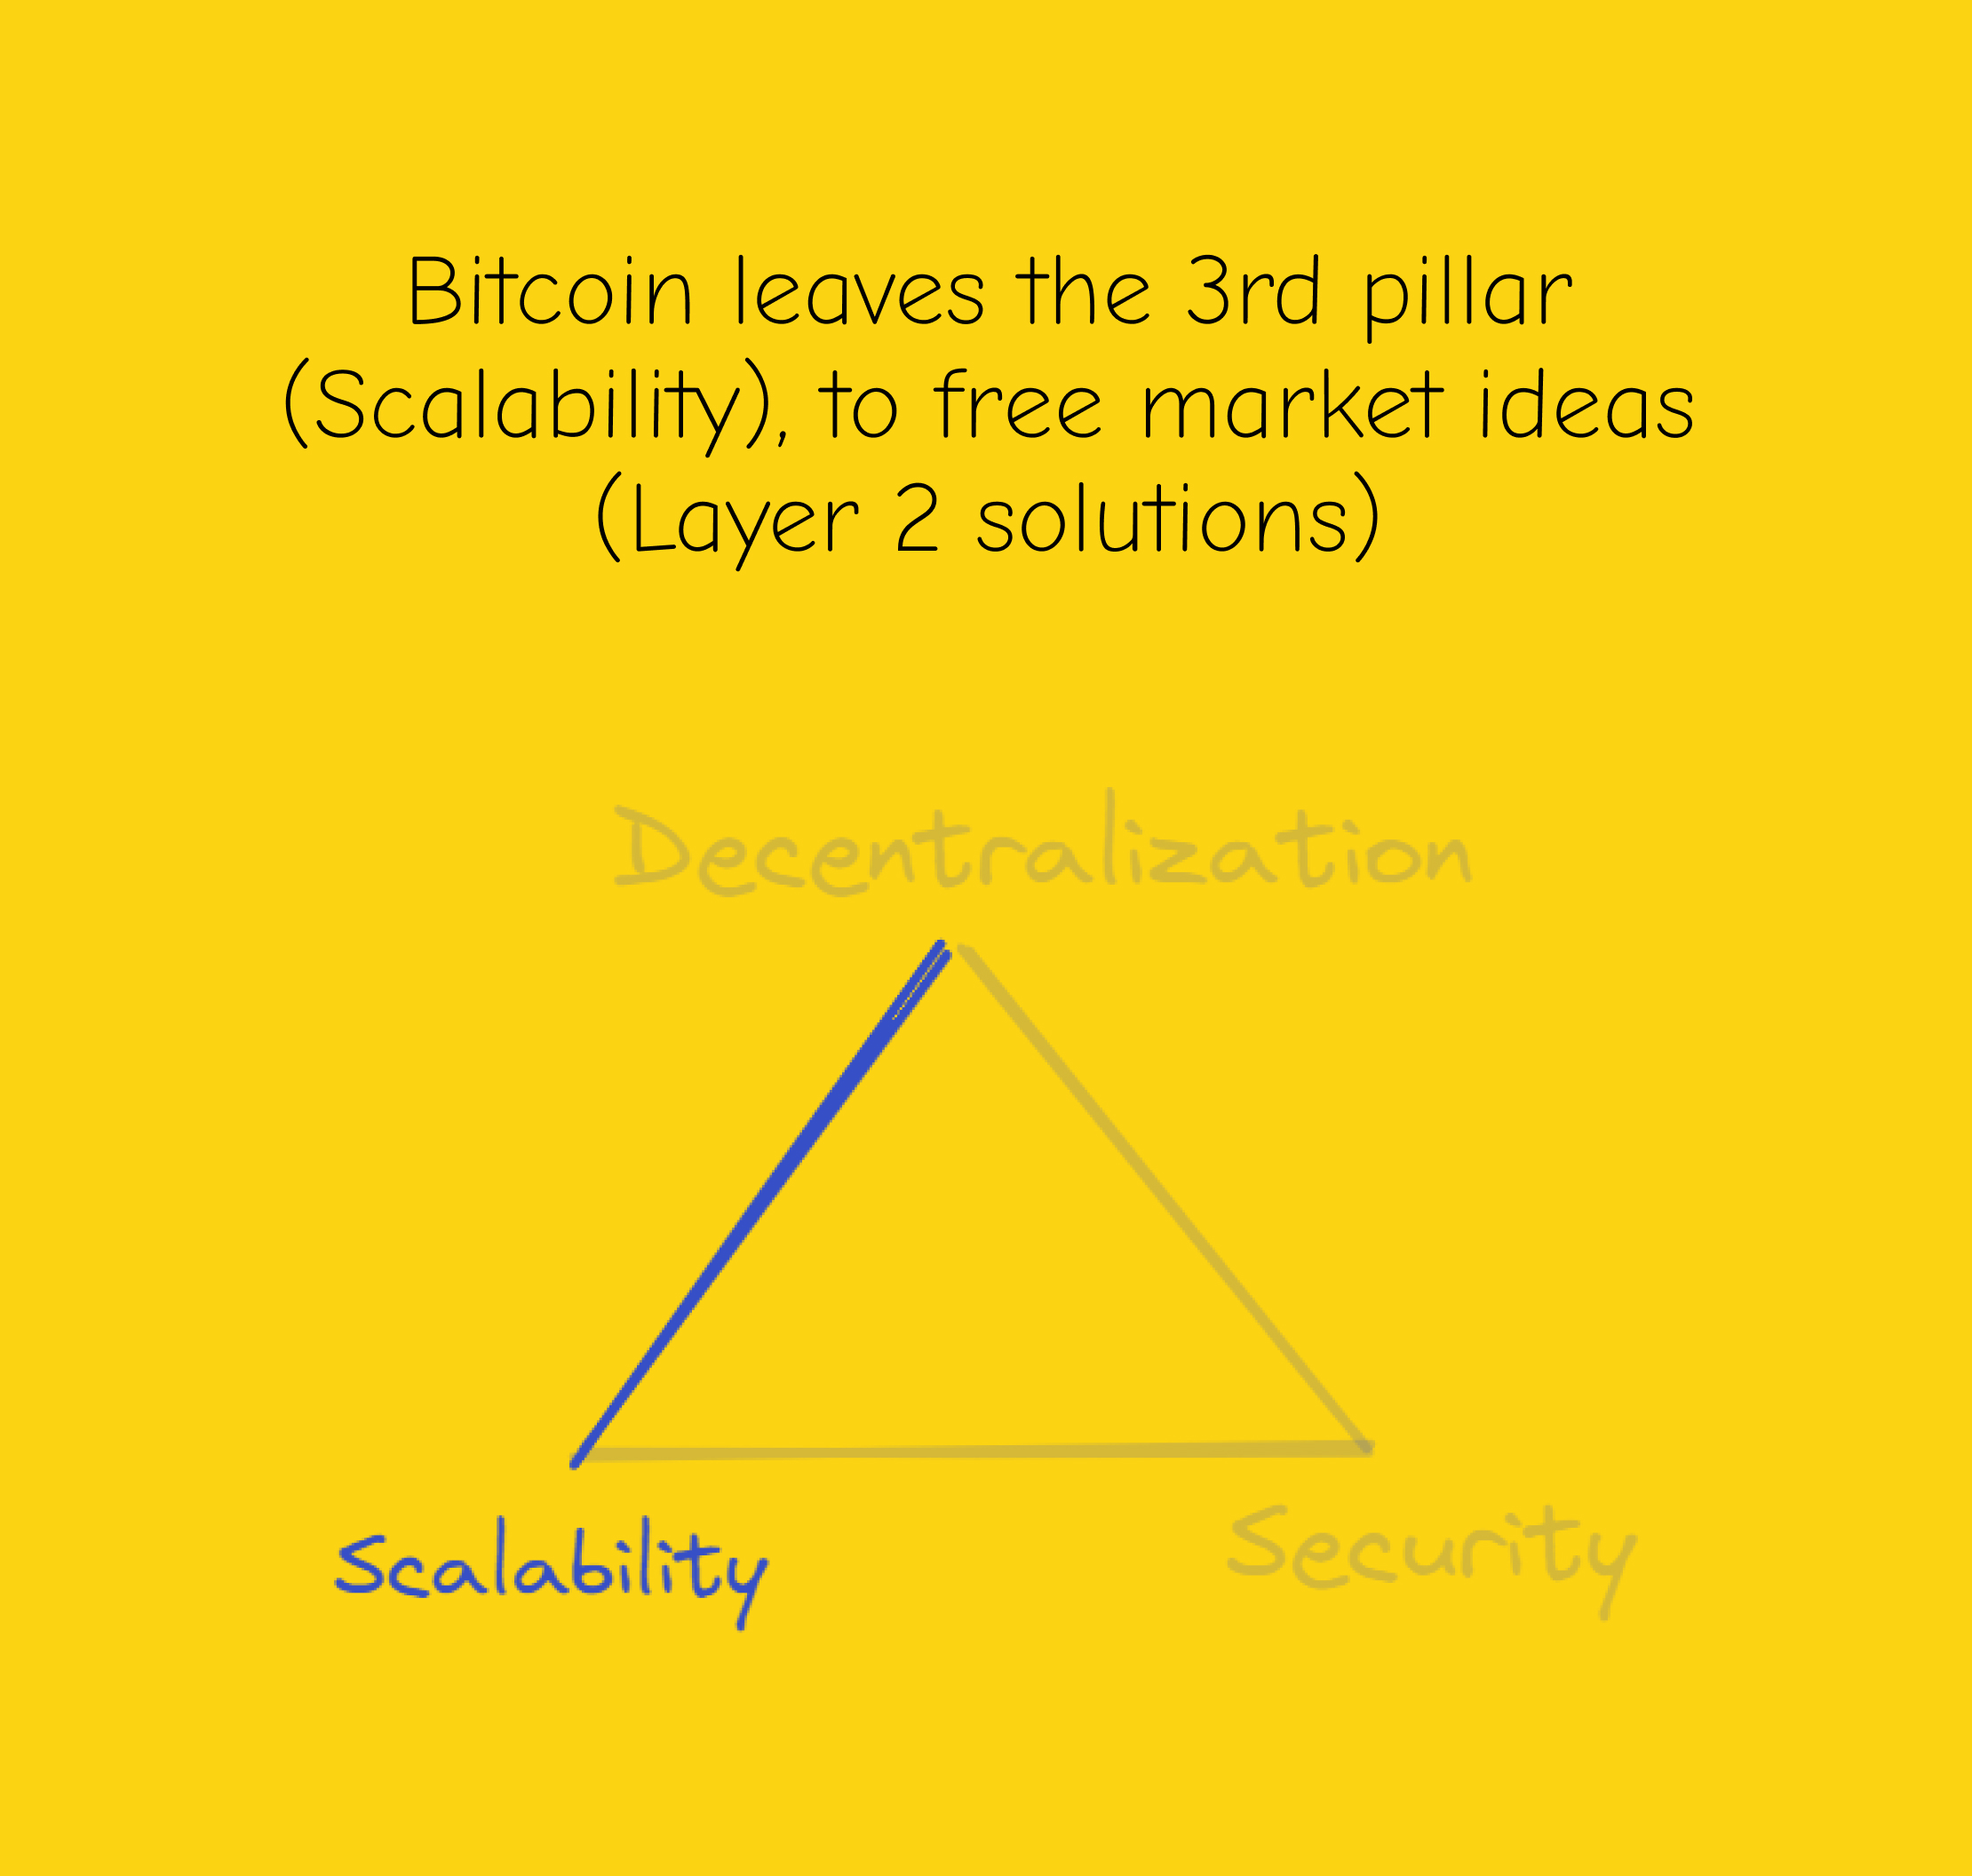 Bitcoin leaves the 3rd pillar
(Scalability), to free market ideas
(Layer 2 solutions)
Decentralization
Scalability
Security